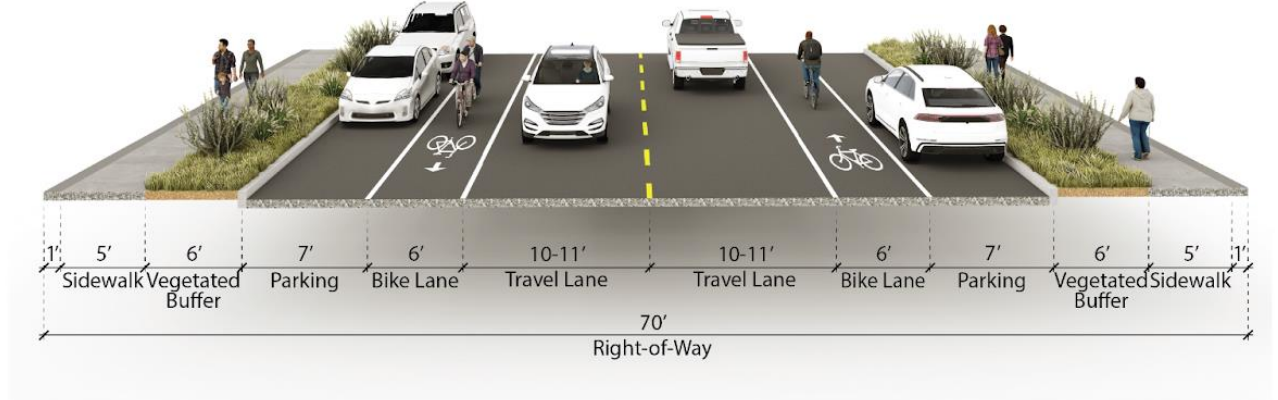 1′ 5′ 6′ 7′ 6′ 10-11′ 10-11′ 6′ 7′ 6′ 5′ 1′
Sidewalk Vegetated Parking Bike Lane Travel Lane Travel Lane Bike Lane Parking Vegetated Sidewalk
Buffer Buffer
70′
Right-of-Way